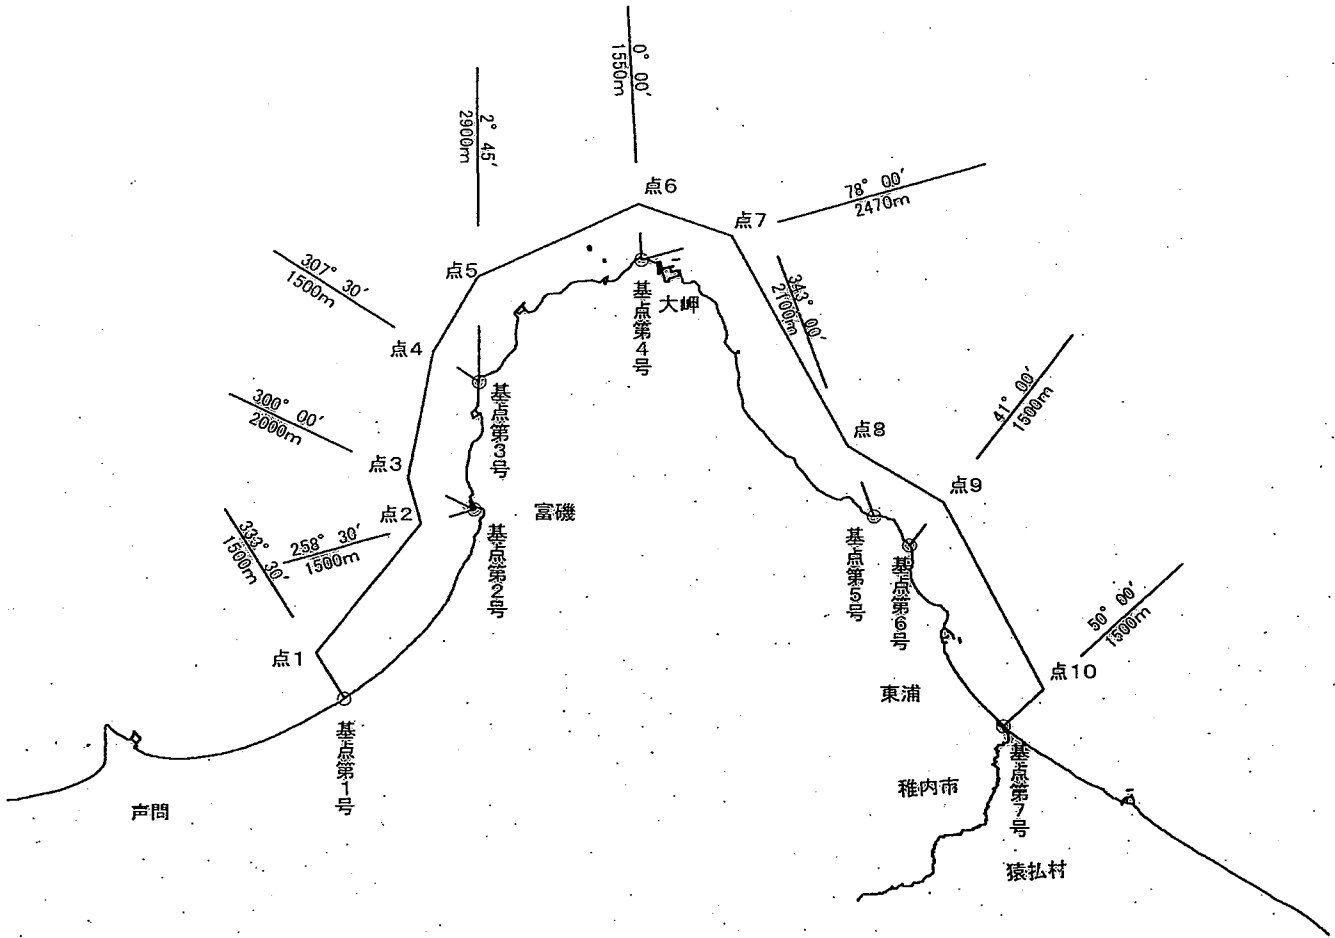 0° 00′
1550m
2° 45′
2900m
点6
78° 00′
2470m
点7
307° 30′
1500m
点5
343° 00′
2100m
基点第4号
大岬
点4
300° 00′
2000m
基点第3号
41° 00′
1500m
点8
点3
点9
点2
富磯
333° 30′
1500m
258° 30′
1500m
基点第2号
基点第5号
基点第6号
50° 00′
1500m
点1
点10
東浦
基点第1号
基点第7号
稚内市
声問
猿払村